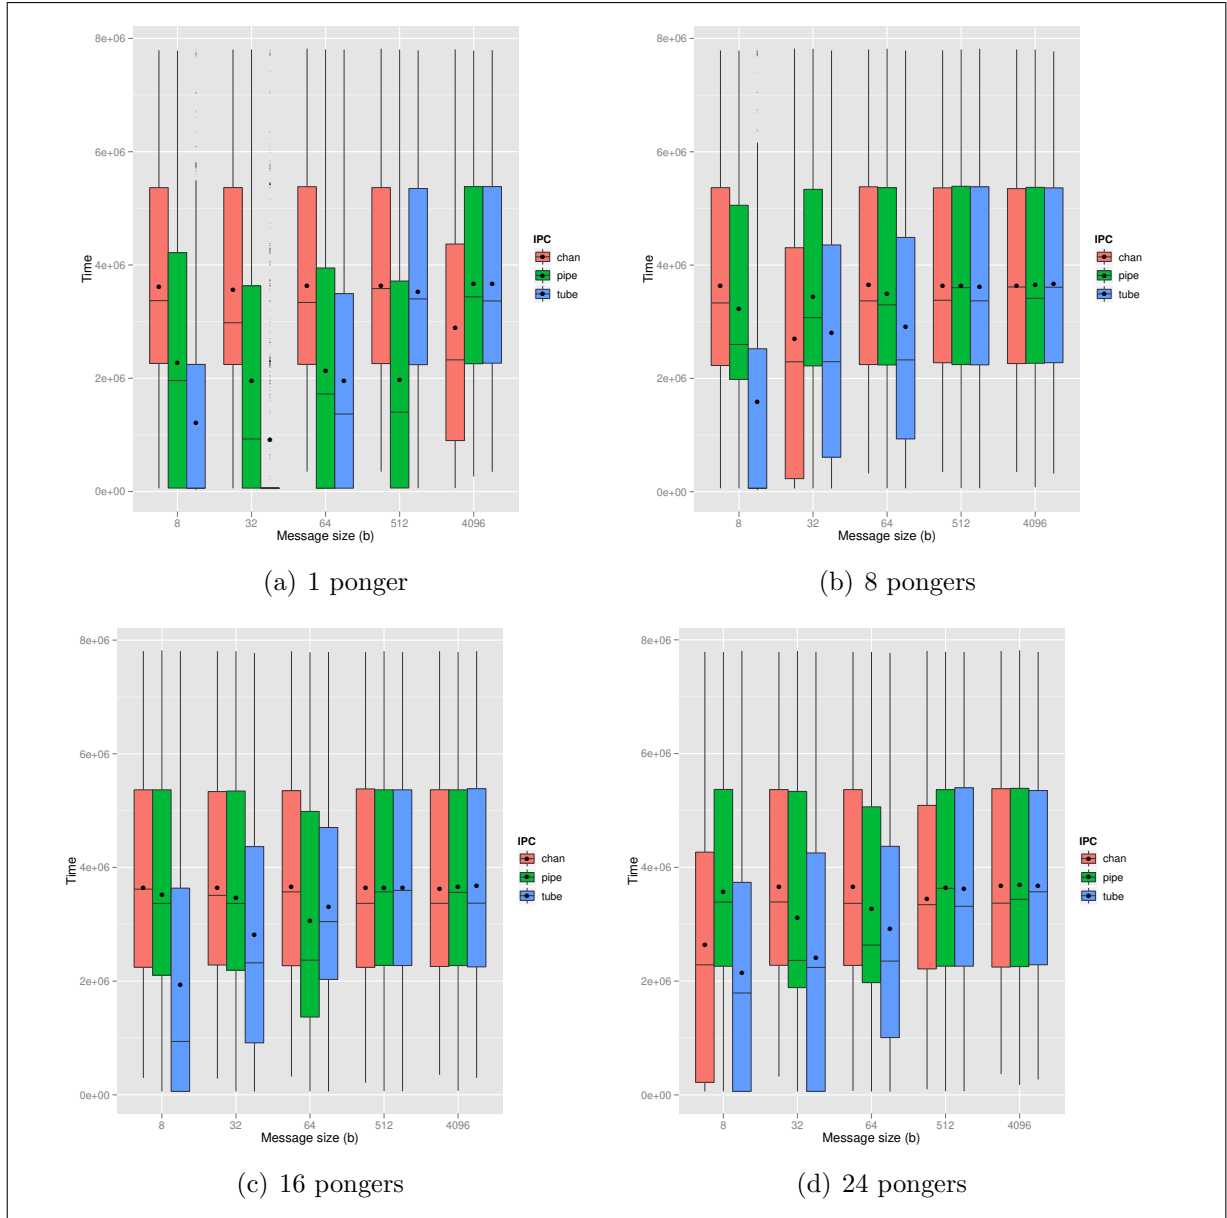 8e+06
6e+06
4e+06
2e+06
0e+00
Time
8 32 64 512 4096
Message size (b)
IPC
chan
pipe
tube
(a) 1 ponger
8e+06
6e+06
4e+06
2e+06
0e+00
Time
8 32 64 512 4096
Message size (b)
IPC
chan
pipe
tube
(b) 8 pongers
8e+06
6e+06
4e+06
2e+06
0e+00
Time
8 32 64 512 4096
Message size (b)
IPC
chan
pipe
tube
(c) 16 pongers
8e+06
6e+06
4e+06
2e+06
0e+00
Time
8 32 64 512 4096
Message size (b)
IPC
chan
pipe
tube
(d) 24 pongers